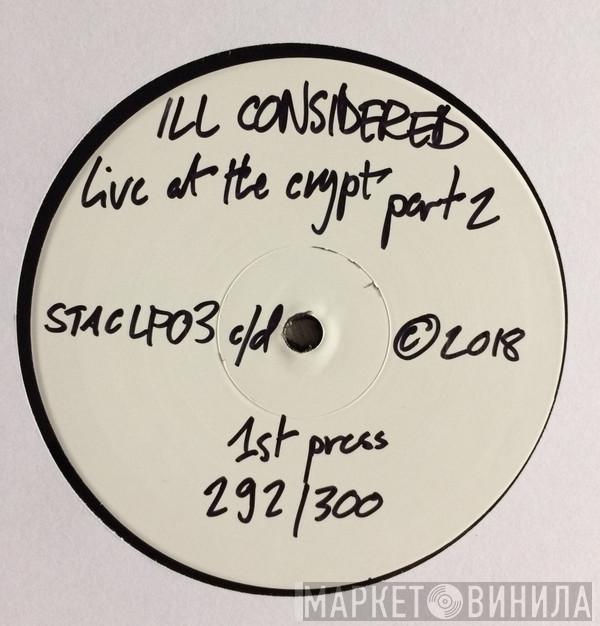 ILL CONSIDERED
Live at the crypt part 2
STACLP03 c/d © 2018
1st press
292/300
МАРКЕТ ВИНИЛА